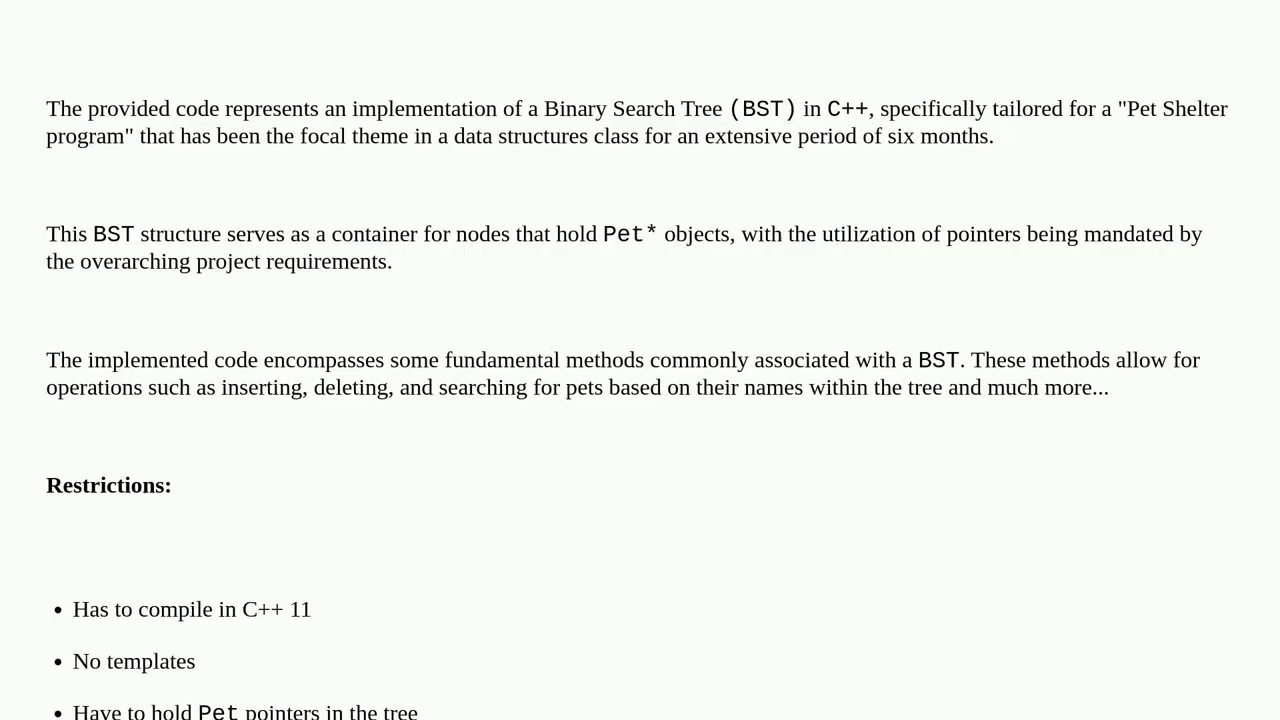 The provided code represents an implementation of a Binary Search Tree (BST) in C++, specifically tailored for a "Pet Shelter
program" that has been the focal theme in a data structures class for an extensive period of six months.
This BST structure serves as a container for nodes that hold Pet* objects, with the utilization of pointers being mandated by
the overarching project requirements.
The implemented code encompasses some fundamental methods commonly associated with a BST. These methods allow for
operations such as inserting, deleting, and searching for pets based on their names within the tree and much more...
Restrictions:
• Has to compile in C++ 11
• No templates
• Have to hold Pet pointers in the tree